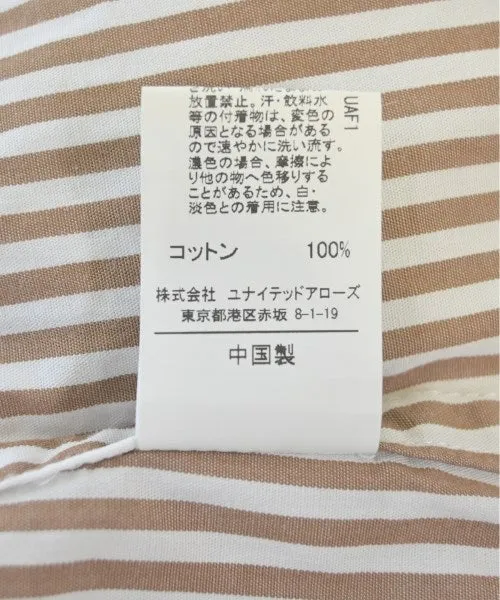 放置禁止。汗・飲料水
等の付着物は、変色の
原因となる場合がある
ので速やかに洗い流す。
濃色の場合、摩擦によ
り他の物へ色移りする
ことがあるため、白・
淡色との着用に注意。
UAF1
コットン 100%
株式会社 ユナイテッドアローズ
東京都港区赤坂 8-1-19
中国製